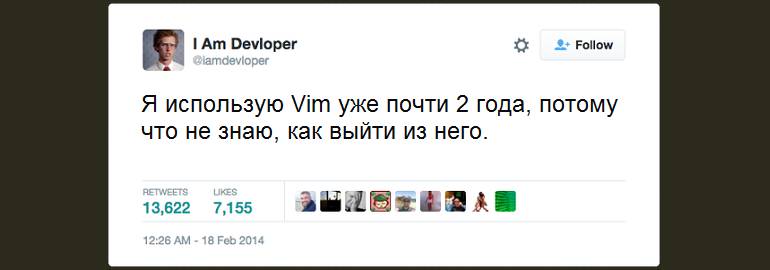 I Am Devloper
@iamdevloper
Follow
Я использую Vim уже почти 2 года, потому
что не знаю, как выйти из него.
RETWEETS
LIKES
13,622
7,155
12:26 AM - 18 Feb 2014